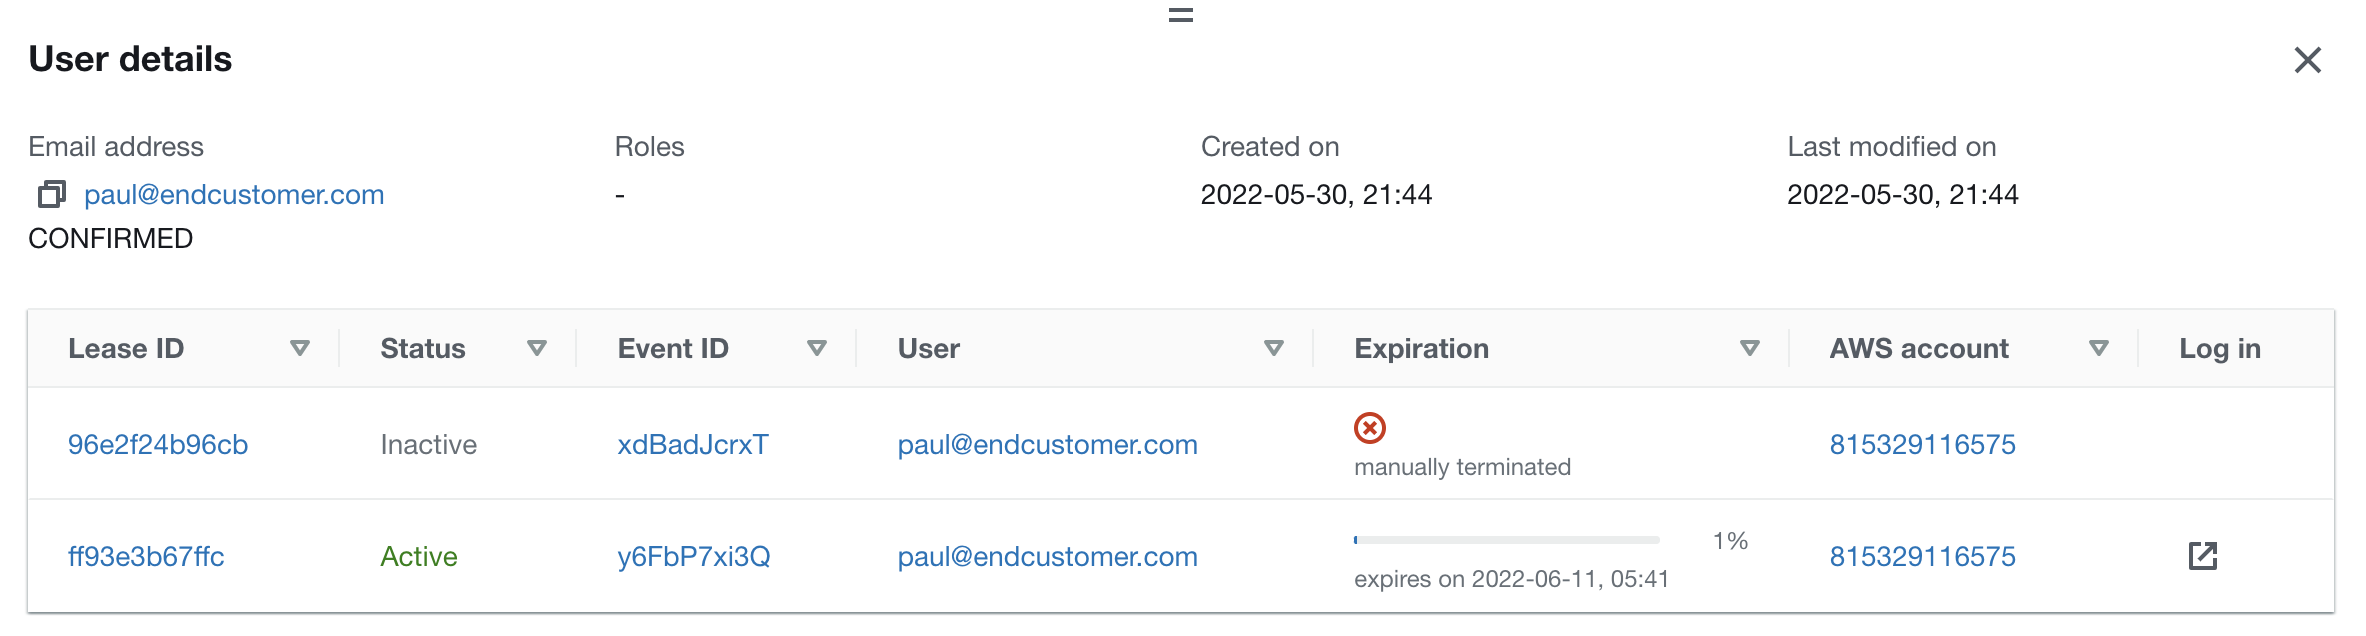 User details
Email address Roles Created on Last modified on
paul@endcustomer.com - 2022-05-30, 21:44 2022-05-30, 21:44
CONFIRMED
Lease ID Status Event ID User Expiration AWS account Log in
96e2f24b96cb Inactive xdBadJcrxT paul@endcustomer.com manually terminated 815329116575
ff93e3b67ffc Active y6FbP7xi3Q paul@endcustomer.com 1% 815329116575
expires on 2022-06-11, 05:41